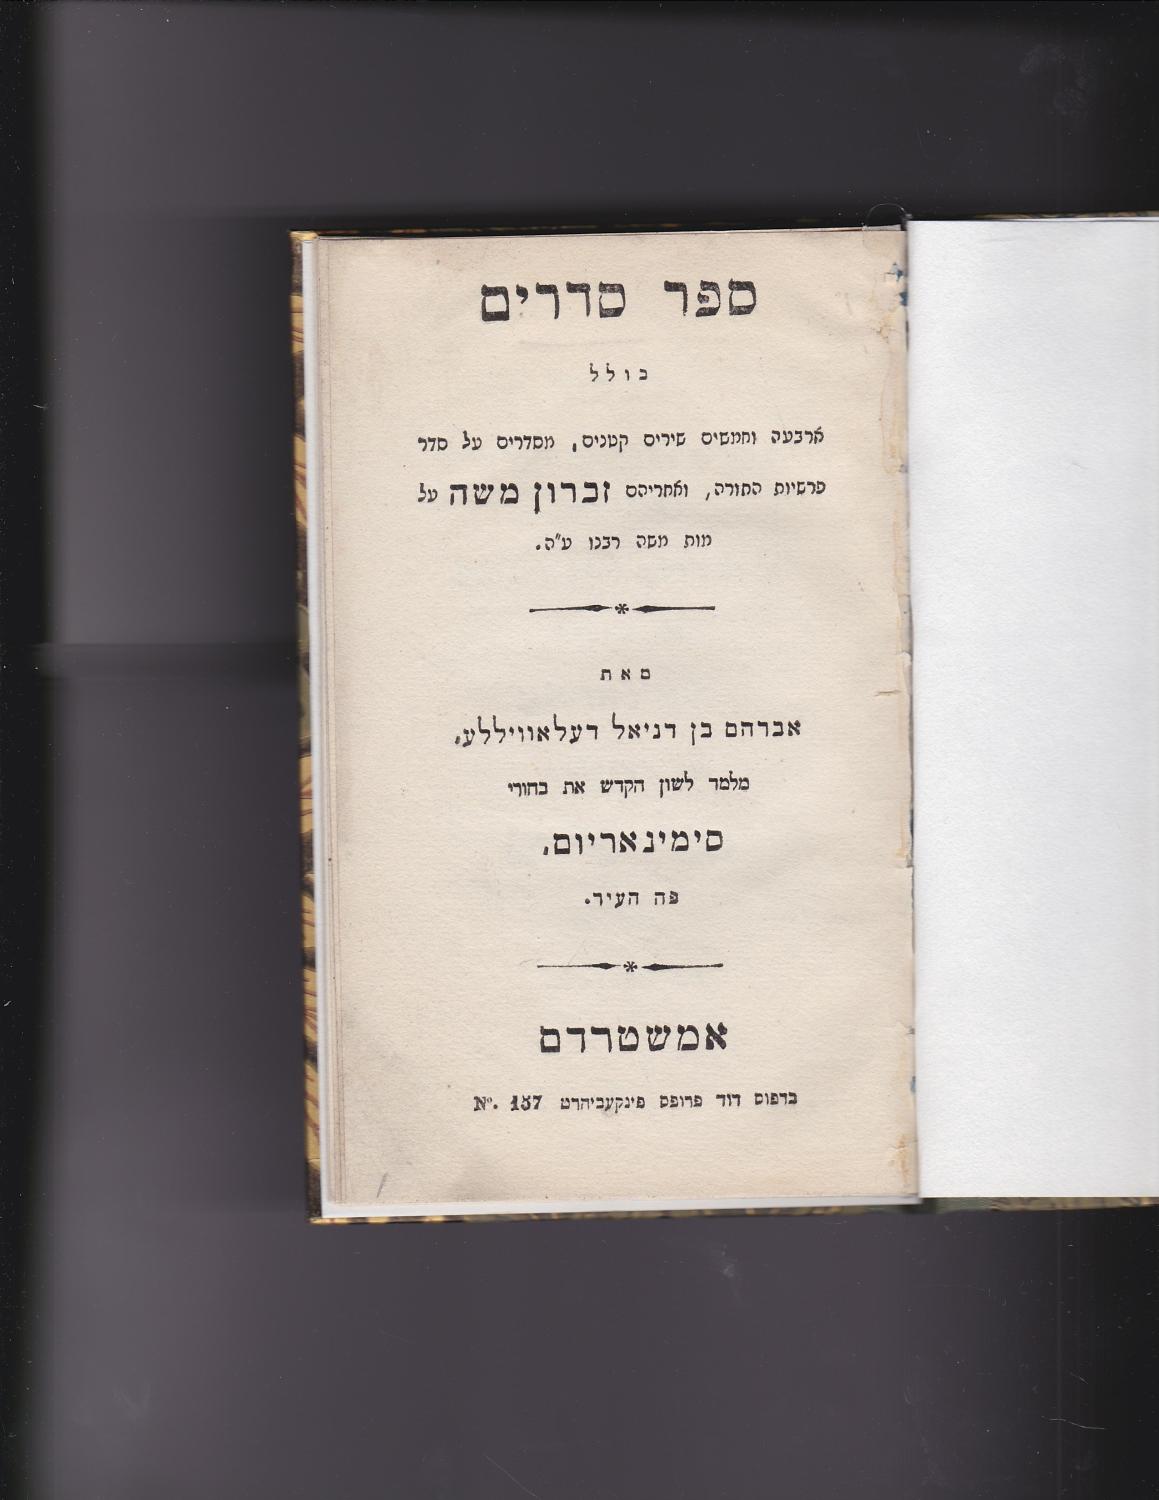 ספר סדרים
כולל
ארבעה וחמשים שירים קטנים, מסדרים על סדר
פרשיות התורה, ואחריהם זכרון משה על
מות משה רבנו ע״ה.
מאת
אברהם בן דניאל דעלאוויללע,
מלמד לשון הקדש את בחורי
סימינאריום,
פה העיר.
אמשטרדם
בדפוס דוד פרופס פינקעביהרט № 157